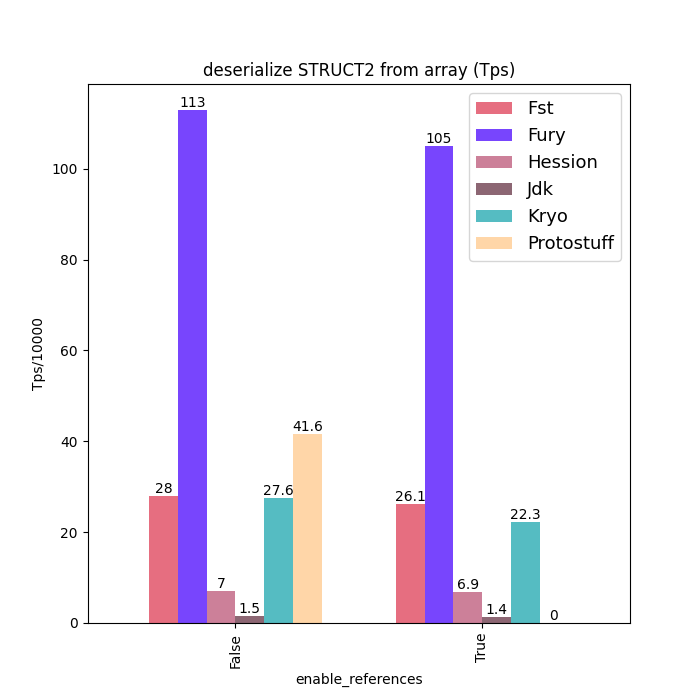 deserialize STRUCT2 from array (Tps)
Fst
Fury
Hession
Jdk
Kryo
Protostuff
113
105
28
7
1.5
27.6
41.6
26.1
6.9
1.4
22.3
0
100
80
60
40
20
0
Tps/10000
False
True
enable_references